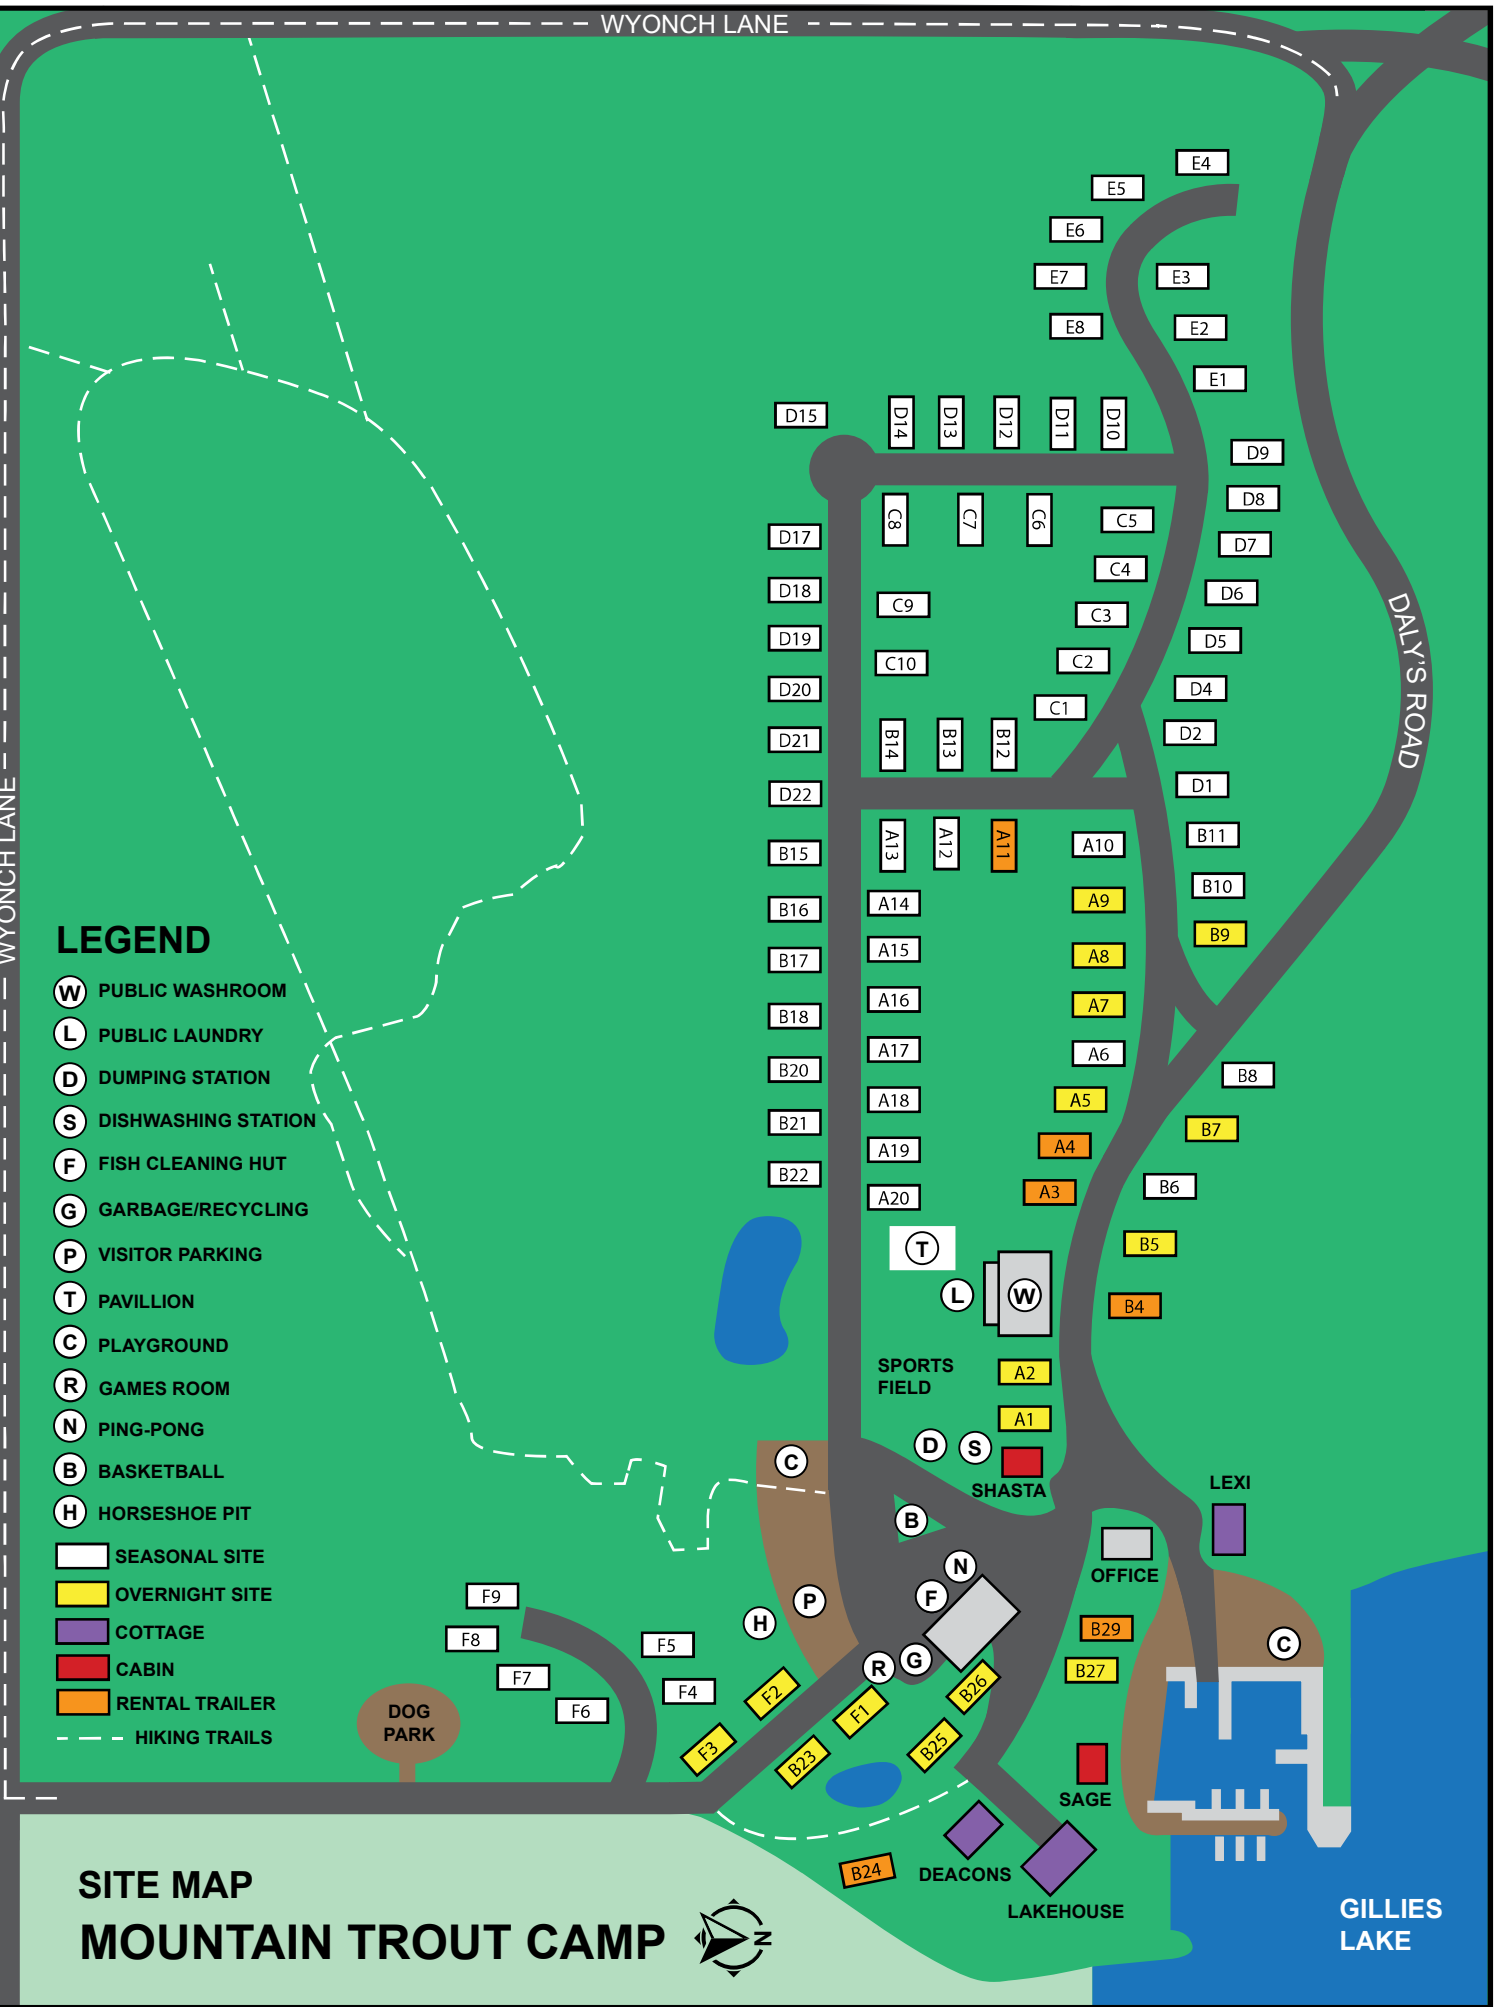 WYONCH LANE
E4
E5
E6
E7
E3
E8
E2
E1
D15
D14
D13
D12
D11
D10
D9
D8
C8
C7
C6
C5
D17
D7
C4
D18
D6
C9
C3
D19
D5
C10
C2
D20
D4
C1
DALY'S ROAD
D21
B14
B13
B12
D2
D22
D1
B15
A13
A12
A11
A10
B11
WYONCH LANE
B16
A14
A9
B10
B17
A15
A8
B9
B18
A16
A7
B20
A17
A6
B8
B21
A18
A5
B7
B22
A19
A4
A20
A3
B6
T
B5
L
W
B4
SPORTS
FIELD
A2
A1
D
S
SHASTA
C
LEXI
B
N
OFFICE
F
P
H
B29
C
R
G
B27
B26
F9
F8
F7
F6
F5
F4
F2
F1
F3
B23
B25
DOG
PARK
SAGE
B24
DEACONS
LAKEHOUSE
GILLIES
LAKE
LEGEND
W PUBLIC WASHROOM
L PUBLIC LAUNDRY
D DUMPING STATION
S DISHWASHING STATION
F FISH CLEANING HUT
G GARBAGE/RECYCLING
P VISITOR PARKING
T PAVILLION
C PLAYGROUND
R GAMES ROOM
N PING-PONG
B BASKETBALL
H HORSESHOE PIT
SEASONAL SITE
OVERNIGHT SITE
COTTAGE
CABIN
RENTAL TRAILER
HIKING TRAILS
SITE MAP
MOUNTAIN TROUT CAMP
N